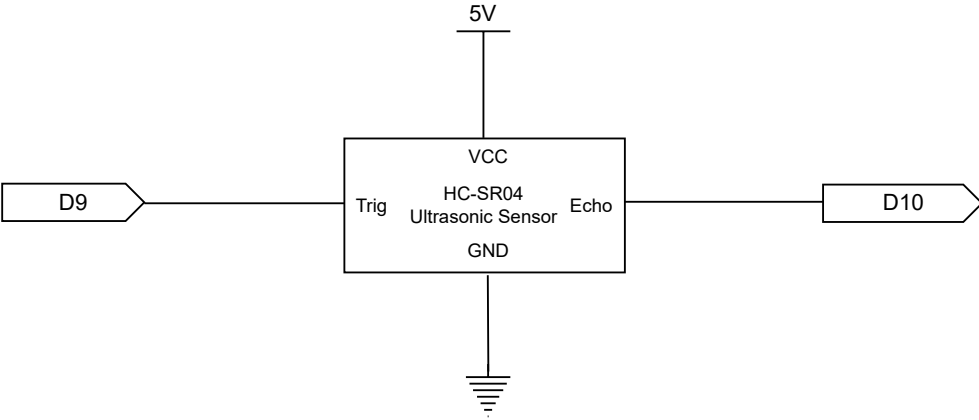 5V
VCC
D9
Trig
HC-SR04
Ultrasonic Sensor
Echo
D10
GND